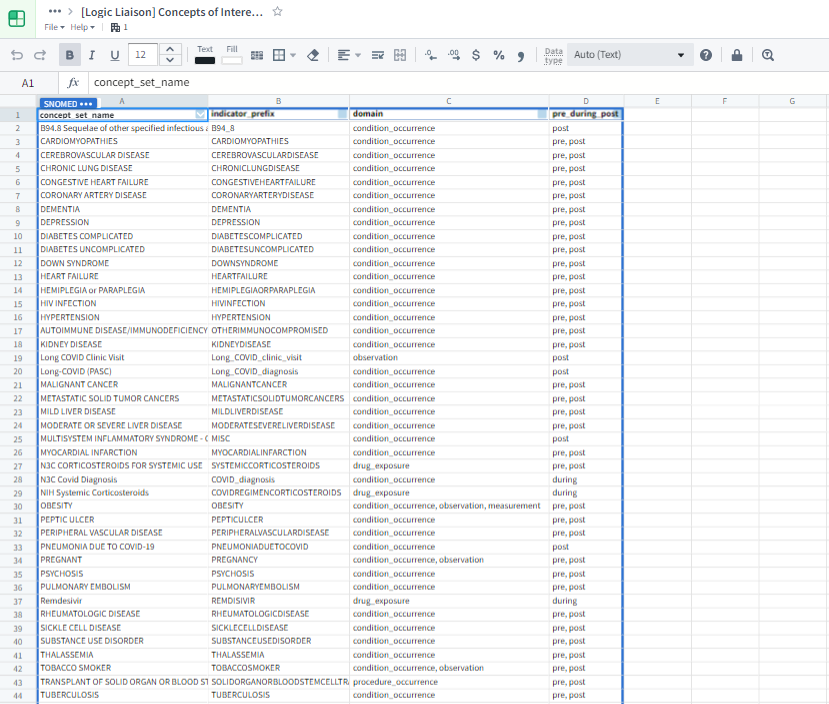 [Logic Liaison] Concepts of Intere...
File Help 1
B I U 12 Text Fill $ % Data type Auto (Text)
A1 fx concept_set_name
SNOMED ••• A B C D E F G
1 concept_set_name indicator_prefix domain pre_during_post
2 B94.8 Sequelae of other specified infectious a B94_8 condition_occurrence post
3 CARDIOMYOPATHIES CARDIOMYOPATHIES condition_occurrence pre, post
4 CEREBROVASCULAR DISEASE CEREBROVASCULARDISEASE condition_occurrence pre, post
5 CHRONIC LUNG DISEASE CHRONICLUNGDISEASE condition_occurrence pre, post
6 CONGESTIVE HEART FAILURE CONGESTIVEHEARTFAILURE condition_occurrence pre, post
7 CORONARY ARTERY DISEASE CORONARYARTERYDISEASE condition_occurrence pre, post
8 DEMENTIA DEMENTIA condition_occurrence pre, post
9 DEPRESSION DEPRESSION condition_occurrence pre, post
10 DIABETES COMPLICATED DIABETESCOMPLICATED condition_occurrence pre, post
11 DIABETES UNCOMPLICATED DIABETESUNCOMPLICATED condition_occurrence pre, post
12 DOWN SYNDROME DOWNSYNDROME condition_occurrence pre, post
13 HEART FAILURE HEARTFAILURE condition_occurrence pre, post
14 HEMIPLEGIA or PARAPLEGIA HEMIPLEGIAORPARAPLEGIA condition_occurrence pre, post
15 HIV INFECTION HIVINFECTION condition_occurrence pre, post
16 HYPERTENSION HYPERTENSION condition_occurrence pre, post
17 AUTOIMMUNE DISEASE/IMMUNODEFICIENCY OTHERIMMUNOCOMPROMISED condition_occurrence pre, post
18 KIDNEY DISEASE KIDNEYDISEASE condition_occurrence pre, post
19 Long COVID Clinic Visit Long_COVID_clinic_visit observation post
20 Long-COVID (PASC) Long_COVID_diagnosis condition_occurrence post
21 MALIGNANT CANCER MALIGNANTCANCER condition_occurrence pre, post
22 METASTATIC SOLID TUMOR CANCERS METASTATICSOLIDTUMORCANCERS condition_occurrence pre, post
23 MILD LIVER DISEASE MILDLIVERDISEASE condition_occurrence pre, post
24 MODERATE OR SEVERE LIVER DISEASE MODERATESEVERELIVERDISEASE condition_occurrence pre, post
25 MULTISYSTEM INFLAMMATORY SYNDROME - C MISC condition_occurrence post
26 MYOCARDIAL INFARCTION MYOCARDIALINFARCTION condition_occurrence pre, post
27 N3C CORTICOSTEROIDS FOR SYSTEMIC USE SYSTEMICCORTICOSTEROIDS drug_exposure pre, post
28 N3C Covid Diagnosis COVID_diagnosis condition_occurrence during
29 NIH Systemic Corticosteroids COVIDREGIMENCORTICOSTEROIDS drug_exposure during
30 OBESITY OBESITY condition_occurrence, observation, measurement pre, post
31 PEPTIC ULCER PEPTICULCER condition_occurrence pre, post
32 PERIPHERAL VASCULAR DISEASE PERIPHERALVASCULARDISEASE condition_occurrence pre, post
33 PNEUMONIA DUE TO COVID-19 PNEUMONIADUETOCOVID condition_occurrence post
34 PREGNANT PREGNANCY condition_occurrence, observation pre, post
35 PSYCHOSIS PSYCHOSIS condition_occurrence pre, post
36 PULMONARY EMBOLISM PULMONARYEMBOLISM condition_occurrence pre, post
37 Remdesivir REMDISIVIR drug_exposure during
38 RHEUMATOLOGIC DISEASE RHEUMATOLOGICDISEASE condition_occurrence pre, post
39 SICKLE CELL DISEASE SICKLECELLDISEASE condition_occurrence pre, post
40 SUBSTANCE USE DISORDER SUBSTANCEUSEDISORDER condition_occurrence pre, post
41 THALASSEMIA THALASSEMIA condition_occurrence pre, post
42 TOBACCO SMOKER TOBACCOSMOKER condition_occurrence, observation pre, post
43 TRANSPLANT OF SOLID ORGAN OR BLOOD ST SOLIDORGANORBLOODSTEMCELLTRA procedure_occurrence pre, post
44 TUBERCULOSIS TUBERCULOSIS condition_occurrence pre, post